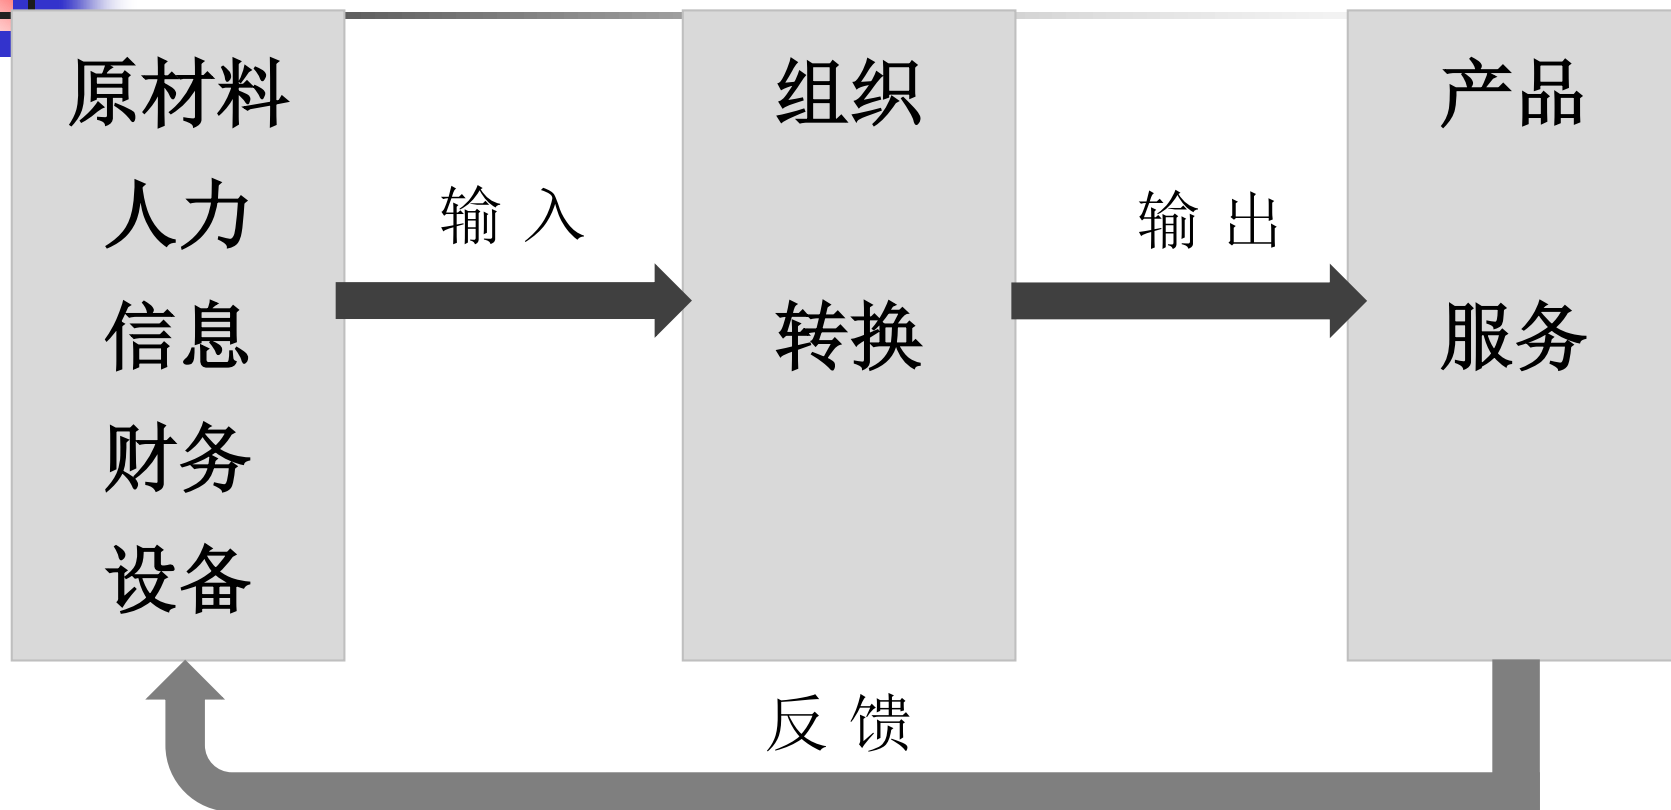 原材料
人力
信息
财务
设备
输 入
组织
转换
输 出
产品
服务
反 馈